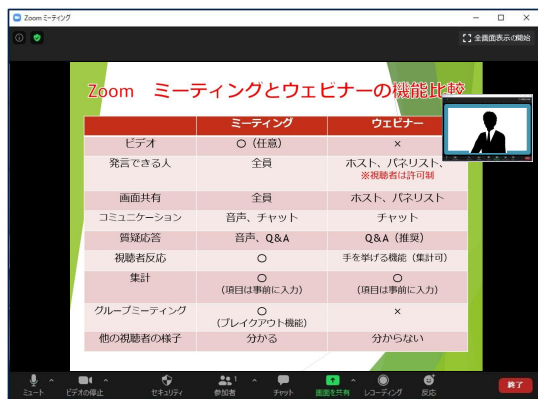 Zoom ミーティング
全画面表示の開始
Zoom ミーティングとウェビナーの機能比較
ミーティング ウェビナー
ビデオ 〇（任意） ×
発言できる人 全員 ホスト、パネリスト、
※視聴者は許可制
画面共有 全員 ホスト、パネリスト
コミュニケーション 音声、チャット チャット
質疑応答 音声、Q&A Q&A（推奨）
視聴者反応 〇 手を挙げる機能（集計可）
集計 〇 〇
（項目は事前に入力） （項目は事前に入力）
グループミーティング 〇 ×
（ブレイクアウト機能）
他の視聴者の様子 分かる 分からない
ミュート ビデオの停止 セキュリティ 参加者 1 チャット 画面を共有 レコーディング 反応 終了